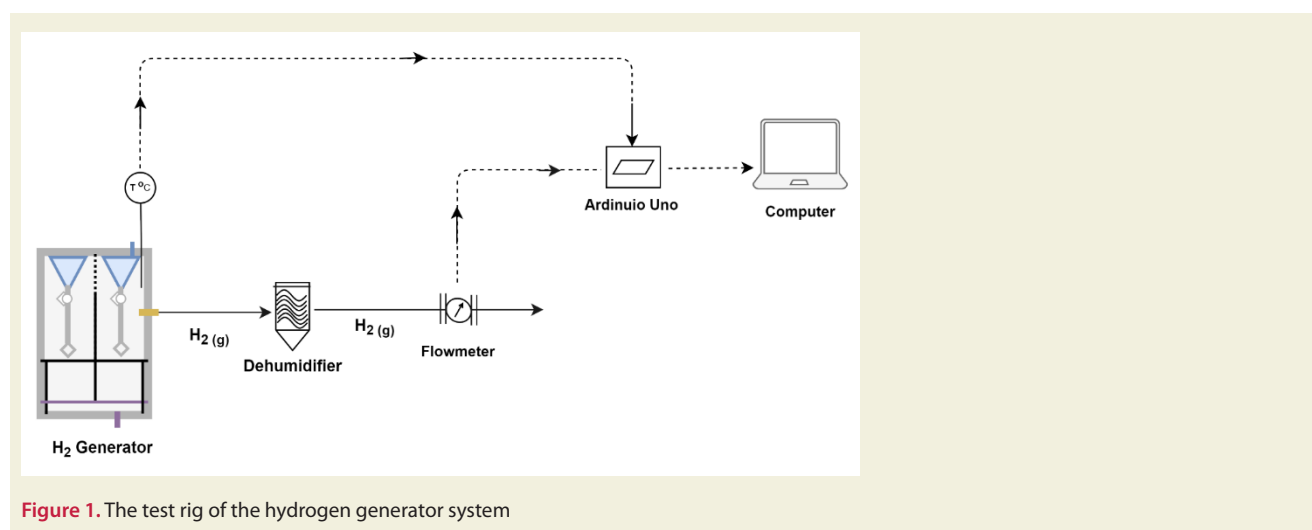 T ºC
Ardinuio Uno
Computer
H2 (g)
H2 (g)
Dehumidifier
Flowmeter
H2 Generator
Figure 1. The test rig of the hydrogen generator system